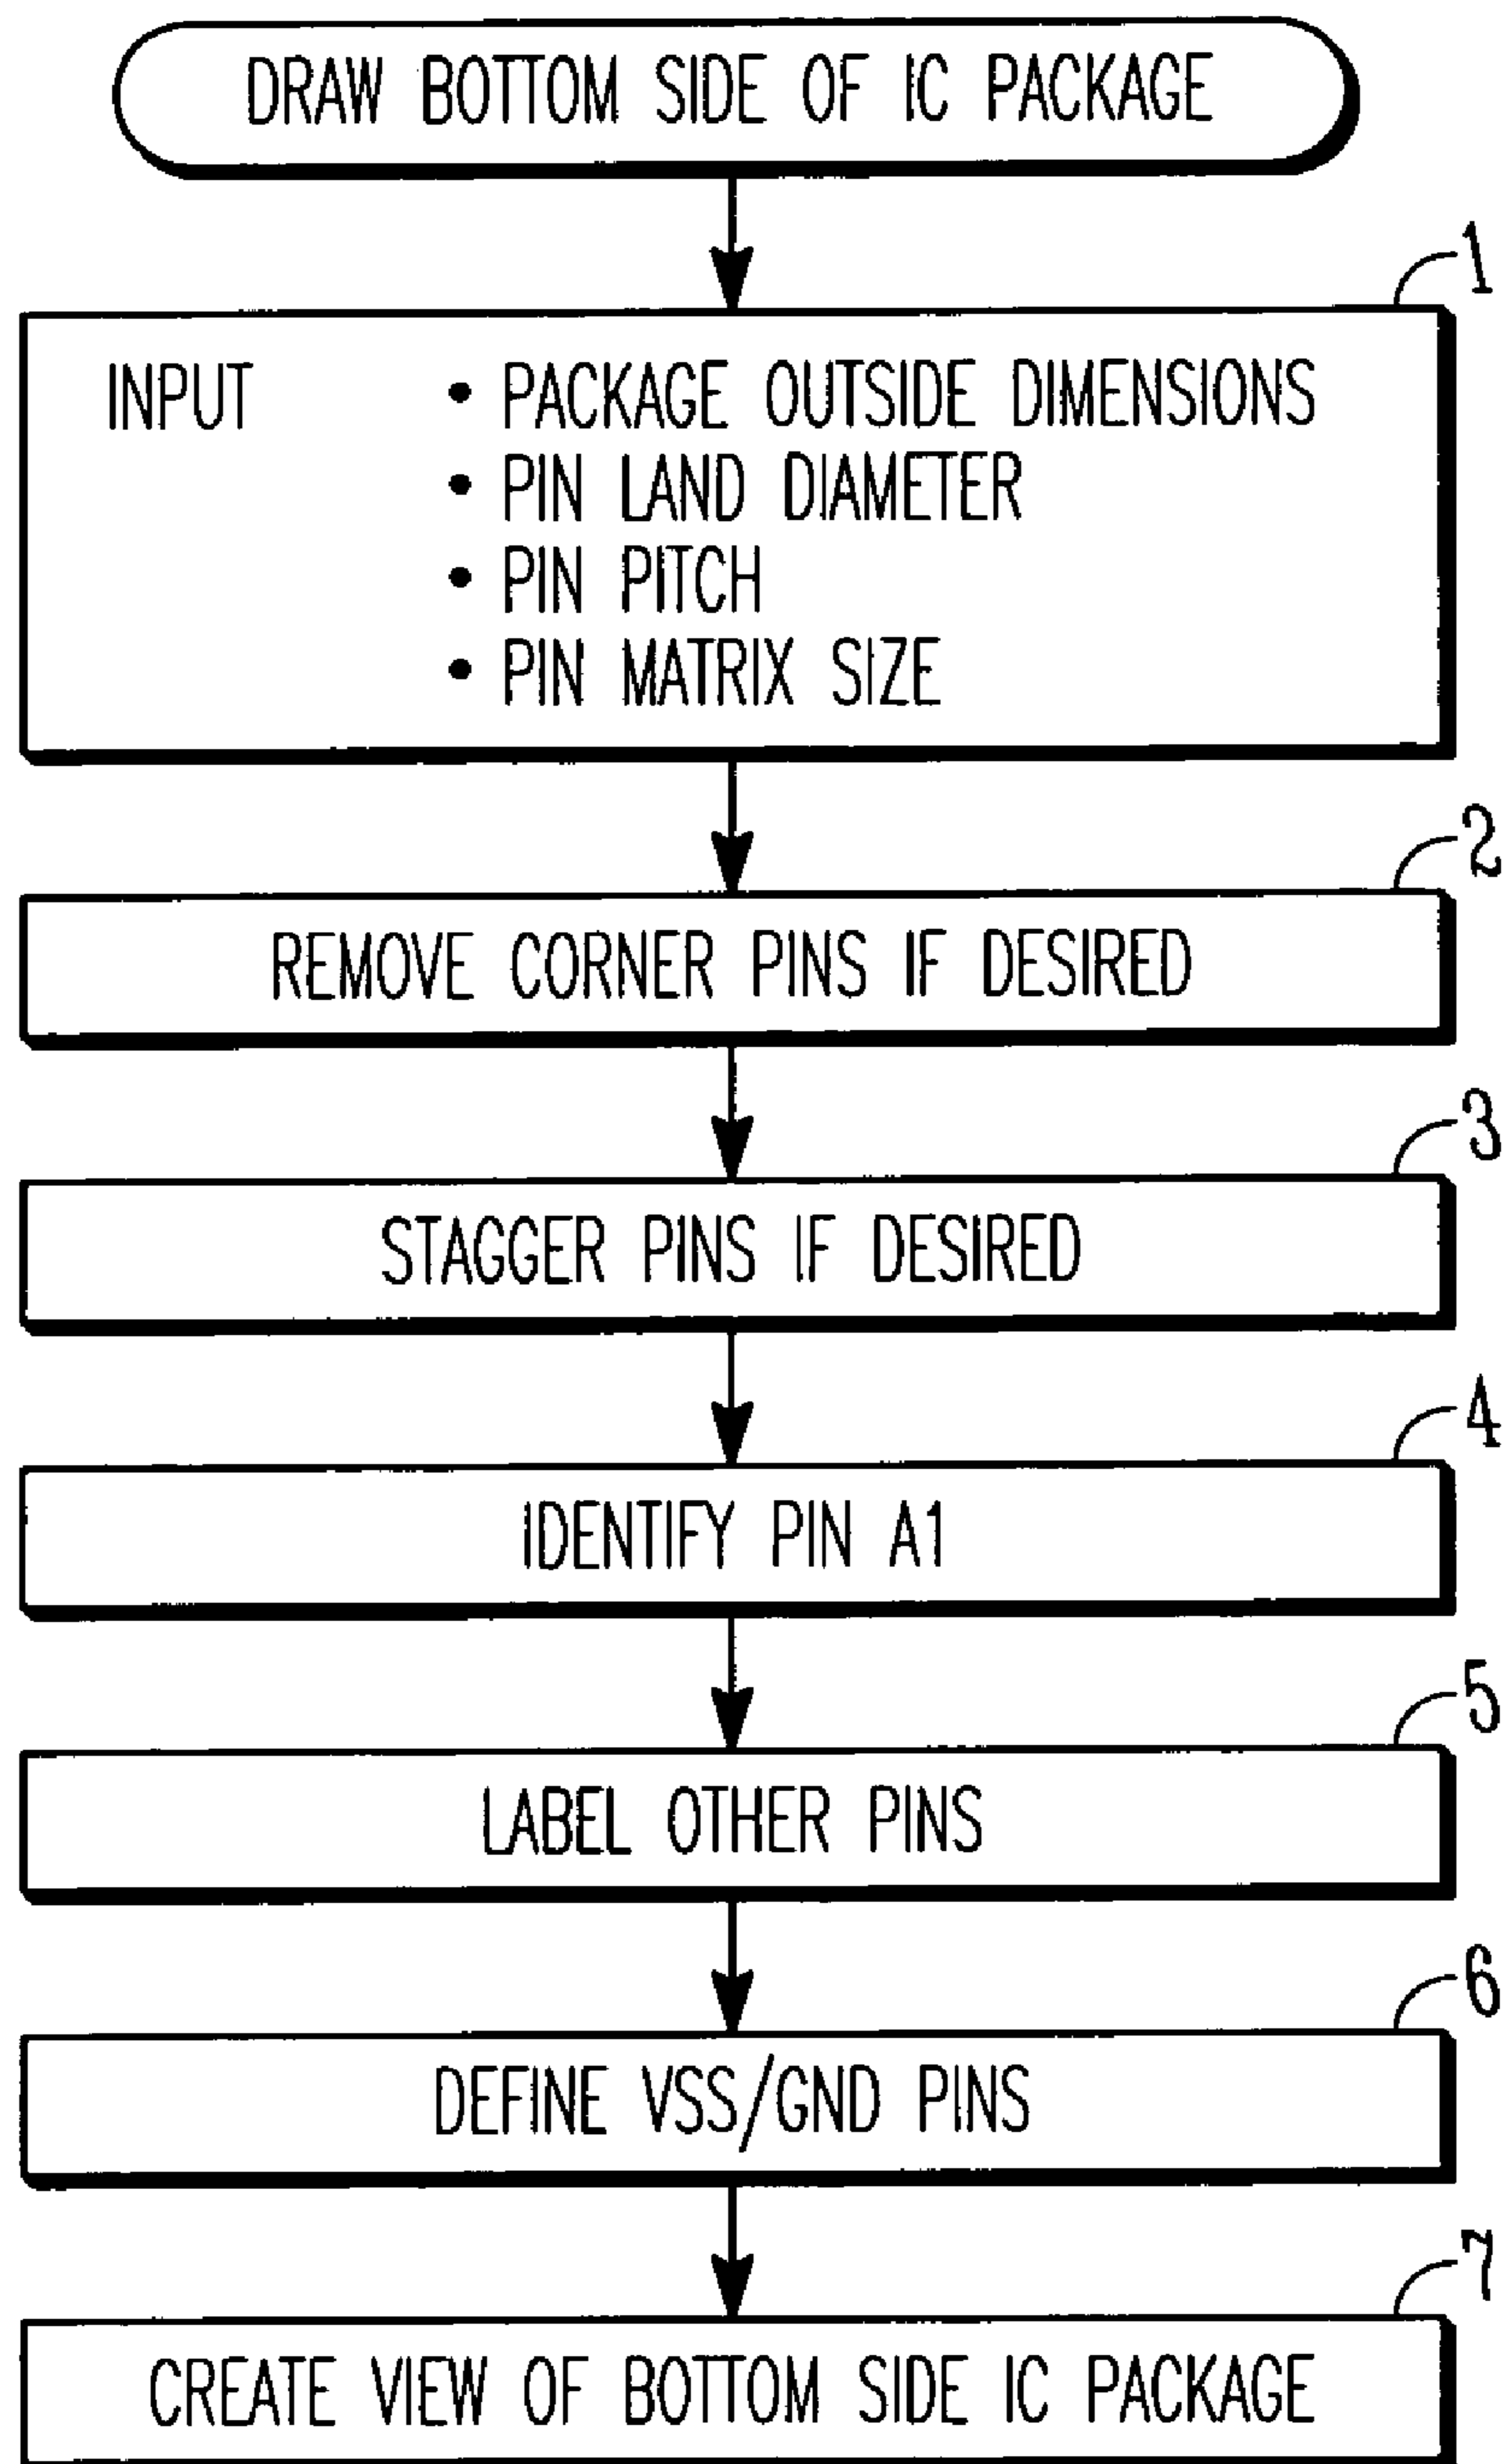 DRAW BOTTOM SIDE OF IC PACKAGE
1
INPUT • PACKAGE OUTSIDE DIMENSIONS
• PIN LAND DIAMETER
• PIN PITCH
• PIN MATRIX SIZE
2
REMOVE CORNER PINS IF DESIRED
3
STAGGER PINS IF DESIRED
4
IDENTIFY PIN A1
5
LABEL OTHER PINS
6
DEFINE VSS/GND PINS
7
CREATE VIEW OF BOTTOM SIDE IC PACKAGE